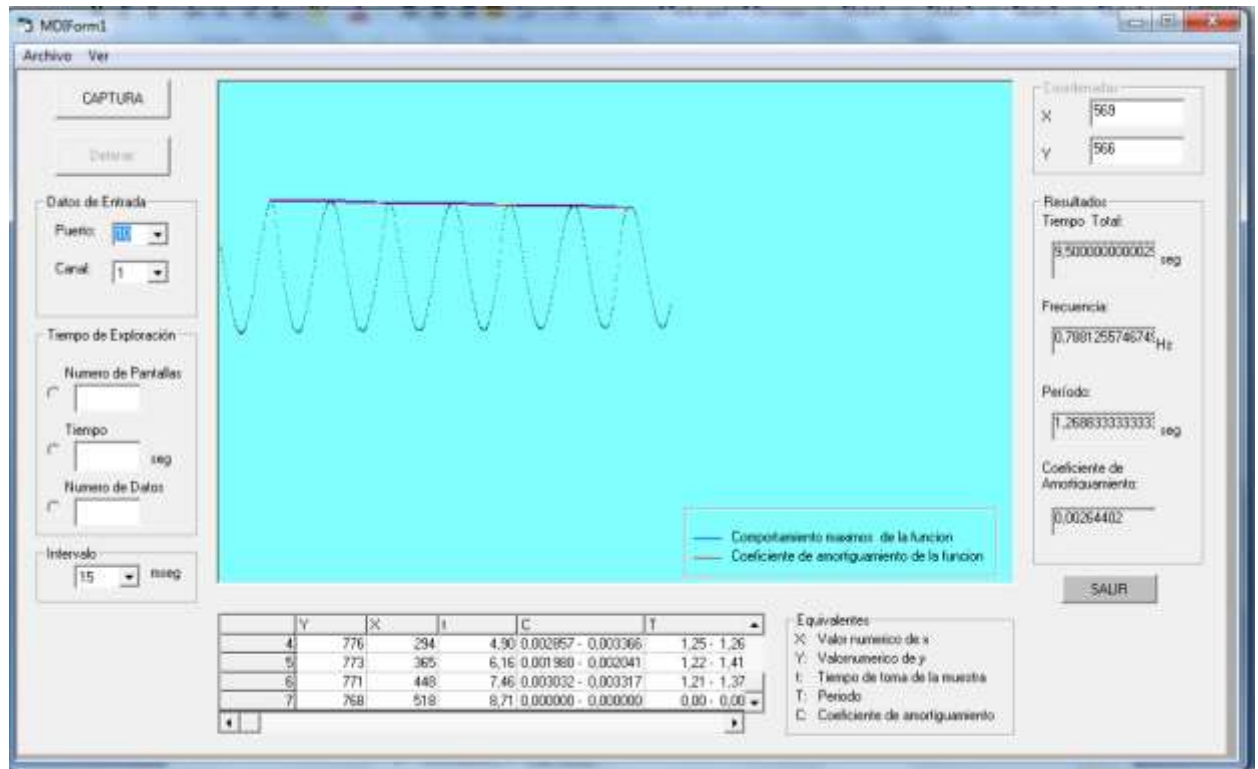 MDIForm1
Archivo Ver
CAPTURA
Detener
Datos de Entrada
Puerto: 10
Canal: 1
Tiempo de Exploración
Numero de Pantallas
Tiempo
seg
Numero de Datos
Intervalo
15 mseg
Comportamiento maximos de la funcion
Coeficiente de amortiguamiento de la funcion
Coordenadas
X 569
Y 566
Resultados
Tiempo Total:
seg
Frecuencia:
Hz
Período:
seg
Coeficiente de
Amortiguamiento:
0,00264402
SALIR
Y X t C T
4 776 294 4,90 0,002857 - 0,003366 1,25 - 1,26
5 773 365 6,16 0,001980 - 0,002041 1,22 - 1,41
6 771 448 7,46 0,003032 - 0,003317 1,21 - 1,37
7 768 518 8,71 0,000000 - 0,000000 0,00 - 0,00
Equivalentes
X: Valor numerico de x
Y: Valornumerico de y
t: Tiempo de toma de la muestra
T: Periodo
C: Coeficiente de amortiguamiento